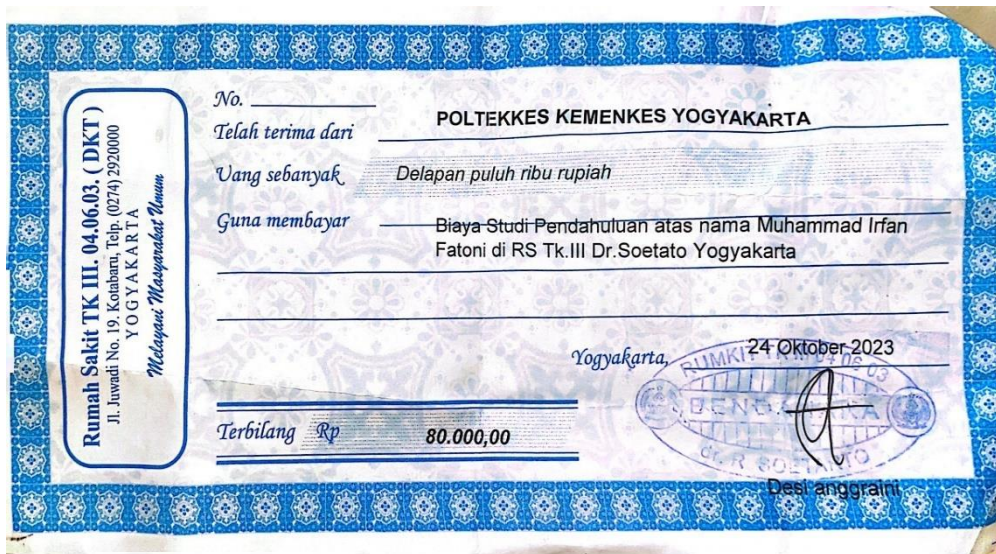 Rumah Sakit TK III. 04.06.03. ( DKT )
Jl. Juwadi No. 19. Kotabaru, Telp. (0274) 2920000
YOGYAKARTA
Melayani Masyarakat Umum
No.
Telah terima dari POLTEKKES KEMENKES YOGYAKARTA
Uang sebanyak Delapan puluh ribu rupiah
Guna membayar Biaya Studi Pendahuluan atas nama Muhammad Irfan
Fatoni di RS Tk.III Dr.Soetato Yogyakarta
Yogyakarta, 24 Oktober 2023
RUMKIT 04 06 03
Terbilang Rp 80.000,00
Desi anggraini